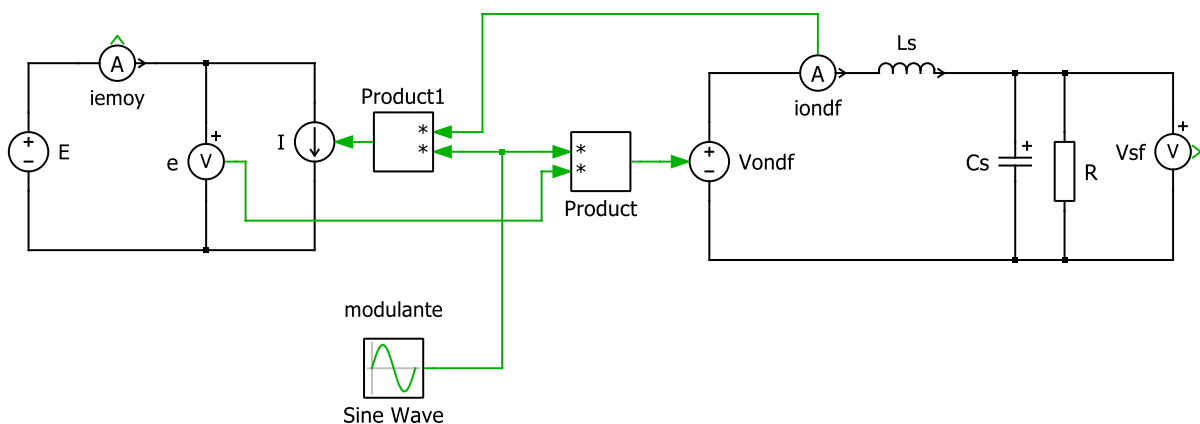 Ls
A
A
iemoy
iondf
Product1
*
*
I
E
e
V
*
*
Product
Vondf
Cs
R
Vsf
V
modulante
Sine Wave